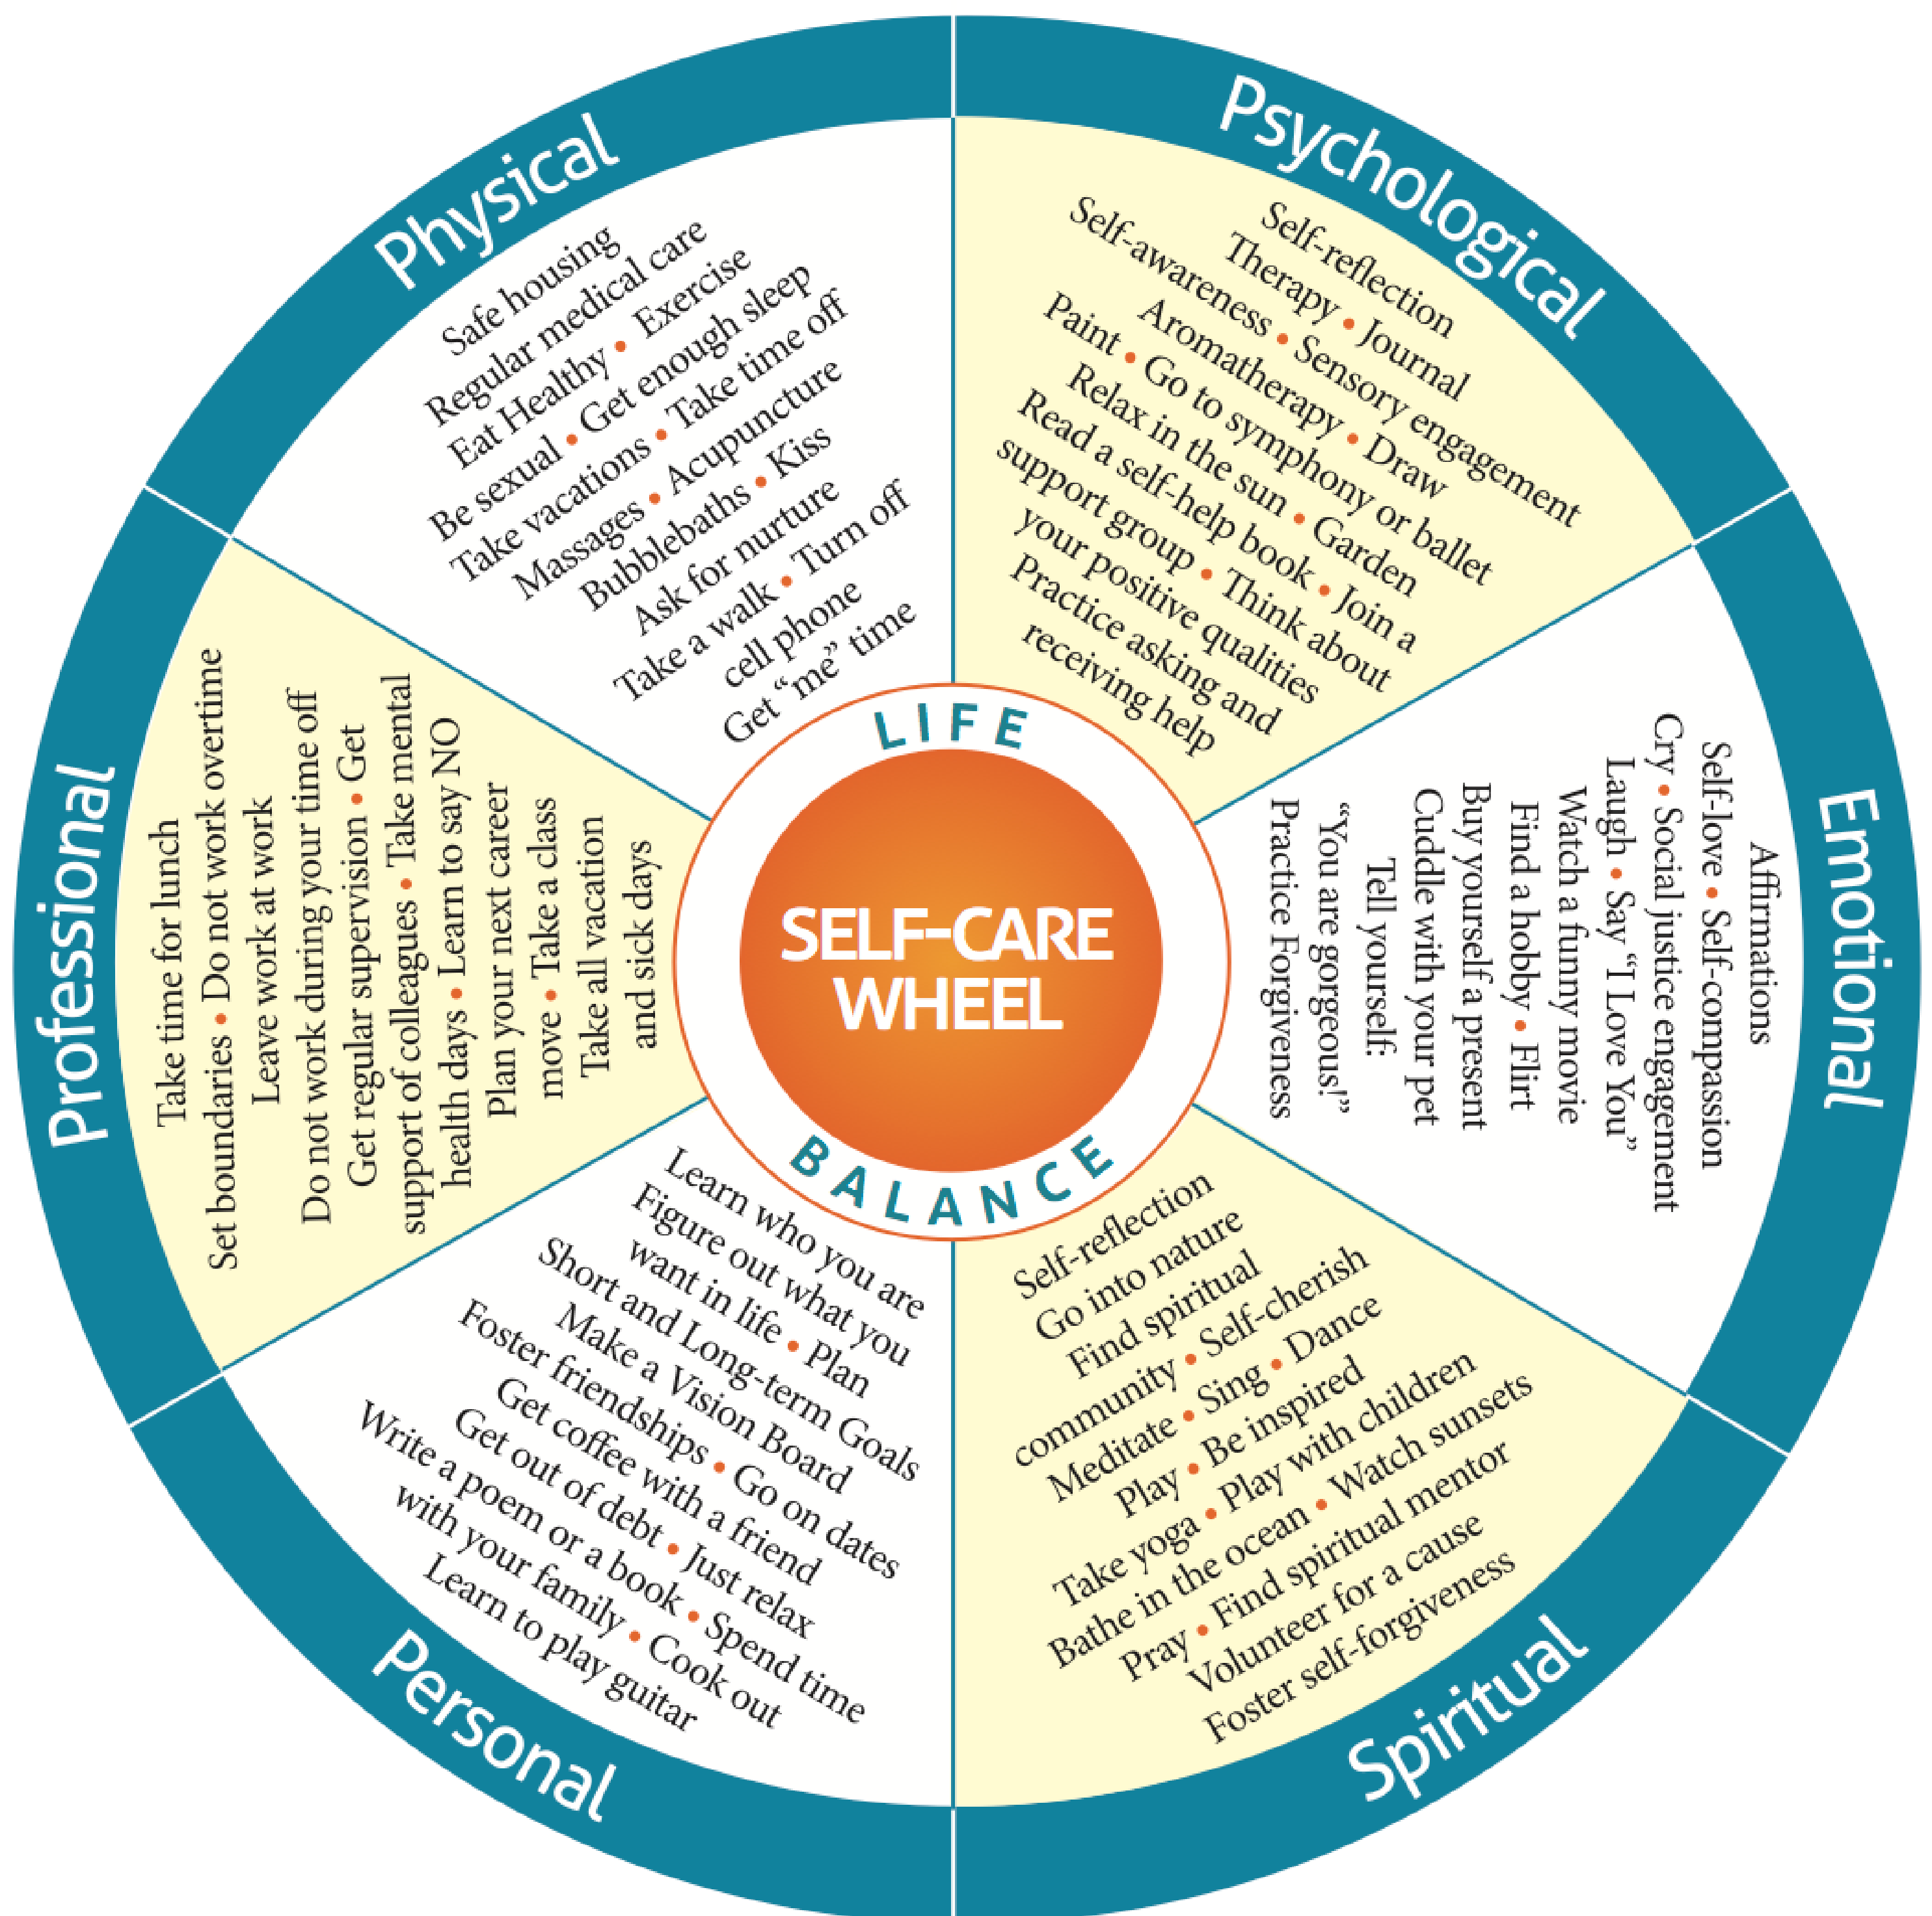 Physical
Safe housing
Regular medical care
Eat Healthy • Exercise
Be sexual • Get enough sleep
Take vacations • Take time off
Massages • Acupuncture
Bubblebaths • Kiss
Ask for nurture
Take a walk • Turn off
cell phone
Get “me” time
Psychological
Self-reflection
Therapy • Journal
Self-awareness • Sensory engagement
Aromatherapy • Draw
Paint • Go to symphony or ballet
Relax in the sun • Garden
Read a self-help book • Join a
support group • Think about
your positive qualities
Practice asking and
receiving help
Emotional
Affirmations
Self-love • Self-compassion
Cry • Social justice engagement
Laugh • Say “I Love You”
Watch a funny movie
Find a hobby • Flirt
Buy yourself a present
Cuddle with your pet
Tell yourself:
“You are gorgeous!”
Practice Forgiveness
Spiritual
Self-reflection
Go into nature
Find spiritual
community • Self-cherish
Meditate • Sing • Dance
Play • Be inspired
Take yoga • Play with children
Bathe in the ocean • Watch sunsets
Pray • Find spiritual mentor
Volunteer for a cause
Foster self-forgiveness
Personal
Learn who you are
Figure out what you
want in life • Plan
Short and Long-term Goals
Make a Vision Board
Foster friendships • Go on dates
Get coffee with a friend
Get out of debt • Just relax
Write a poem or a book • Spend time
with your family • Cook out
Learn to play guitar
Professional
Take time for lunch
Set boundaries • Do not work overtime
Leave work at work
Do not work during your time off
Get regular supervision • Get
support of colleagues • Take mental
health days • Learn to say NO
Plan your next career
move • Take a class
Take all vacation
and sick days
LIFE
SELF-CARE
WHEEL
BALANCE